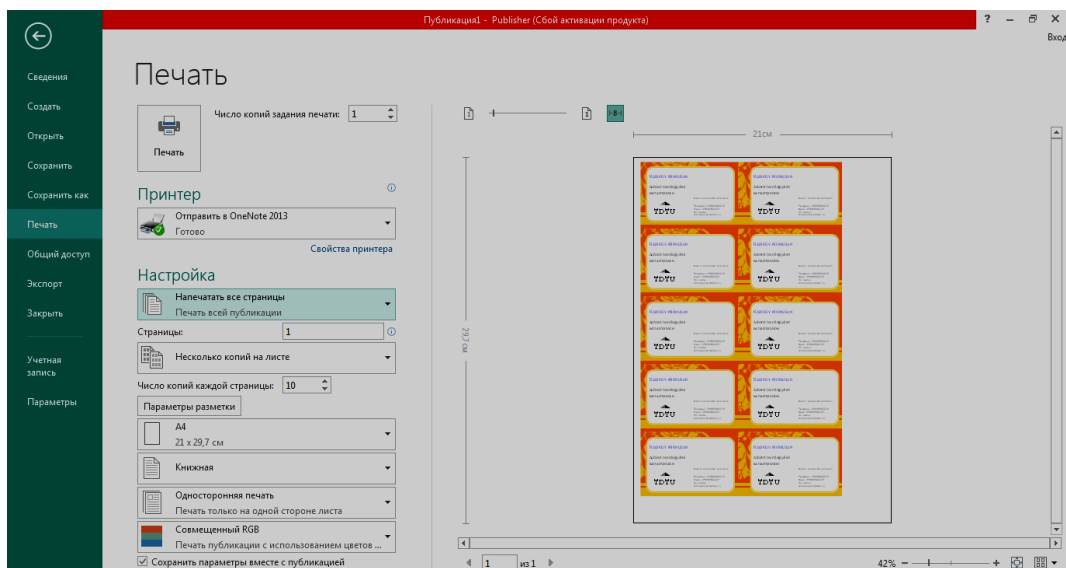 Публикация1 - Publisher (Сбой активации продукта)
?
Вход
Сведения
Создать
Открыть
Сохранить
Сохранить как
Печать
Общий доступ
Экспорт
Закрыть
Учетная
запись
Параметры
Печать
Печать
Число копий задания печати: 1
Принтер
Отправить в OneNote 2013
Готово
Свойства принтера
Настройка
Напечатать все страницы
Печать всей публикации
Страницы: 1
Несколько копий на листе
Число копий каждой страницы: 10
Параметры разметки
A4
21 x 29,7 см
Книжная
Односторонняя печать
Печать только на одной стороне листа
Совмещенный RGB
Печать публикации с использованием цветов ...
Сохранить параметры вместе с публикацией
21см
29,7см
1 из 1
42%